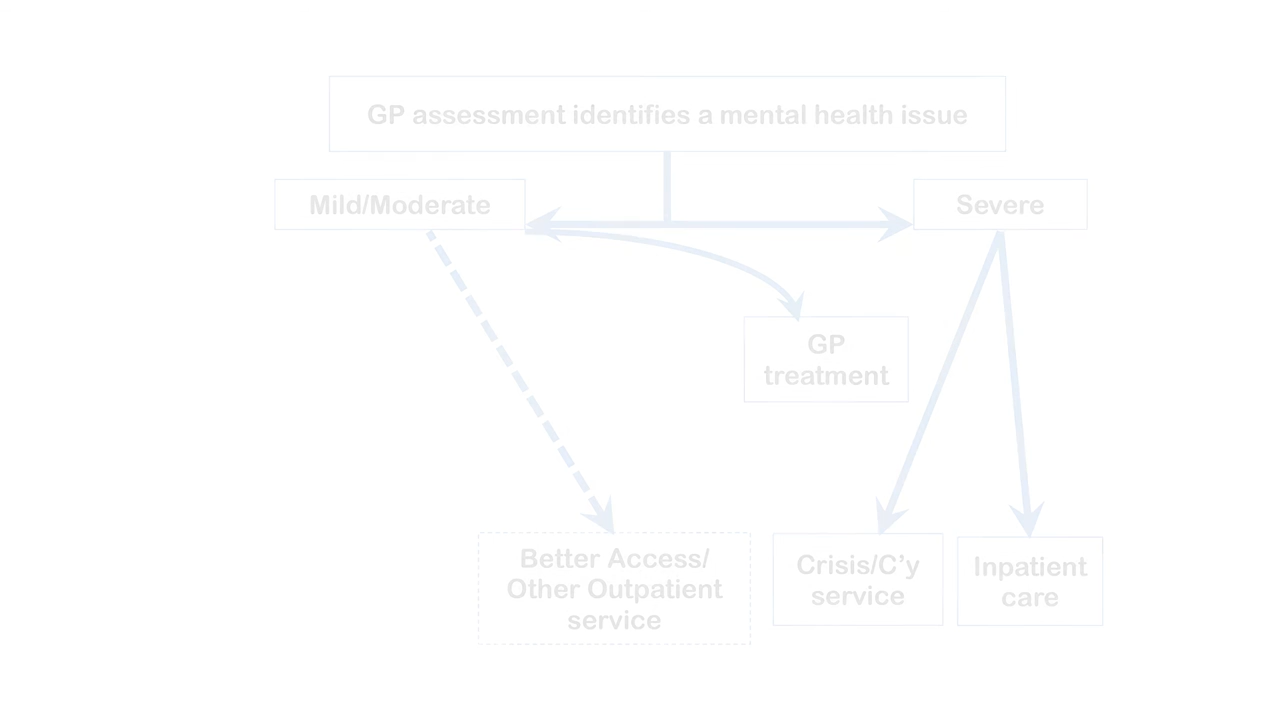 GP assessment identifies a mental health issue
Mild/Moderate
Severe
GP
treatment
Better Access/
Other Outpatient
service
Crisis/C’y
service
Inpatient
care